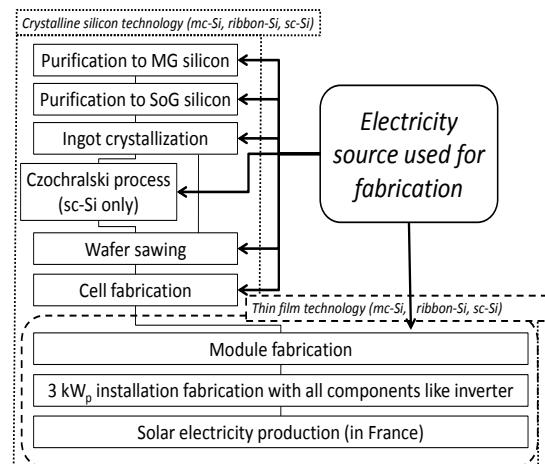 Crystalline silicon technology (mc-Si, ribbon-Si, sc-Si)
Purification to MG silicon
Purification to SoG silicon
Ingot crystallization
Czochralski process
(sc-Si only)
Wafer sawing
Cell fabrication
Electricity
source used for
fabrication
Thin film technology (mc-Si, ribbon-Si, sc-Si)
Module fabrication
3 kWp installation fabrication with all components like inverter
Solar electricity production (in France)